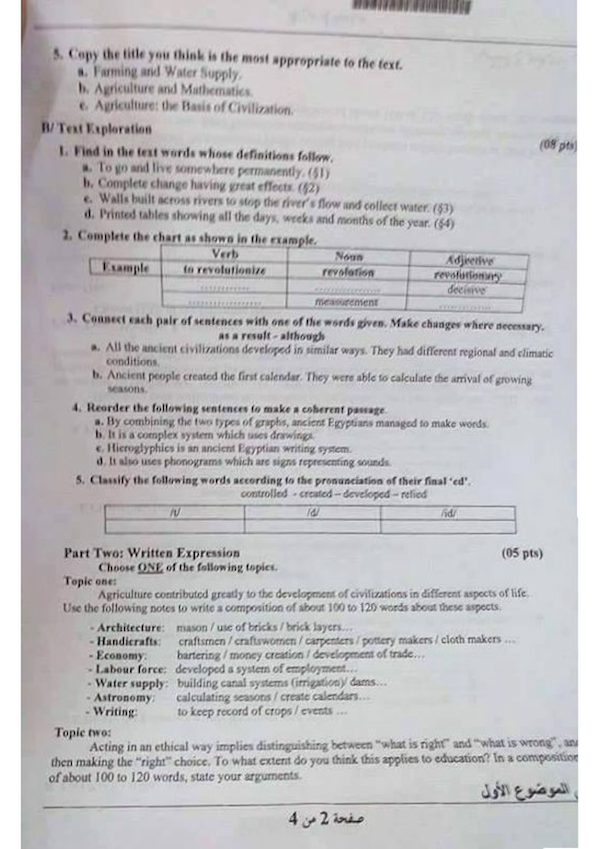 5. Copy the title you think is the most appropriate to the text.
a. Farming and Water Supply.
b. Agriculture and Mathematics.
c. Agriculture: the Basis of Civilization.
B/ Text Exploration
(08 pts)
1. Find in the text words whose definitions follow.
a. To go and live somewhere permanently. (§1)
b. Complete change having great effects. (§2)
c. Walls built across rivers to stop the river's flow and collect water. (§3)
d. Printed tables showing all the days, weeks and months of the year. (§4)
2. Complete the chart as shown in the example.
Verb Noun Adjective
Example to revolutionize revolution revolutionary
............ ................ decisive
.................. measurement .............
3. Connect each pair of sentences with one of the words given. Make changes where necessary.
as a result - although
a. All the ancient civilizations developed in similar ways. They had different regional and climatic
conditions.
b. Ancient people created the first calendar. They were able to calculate the arrival of growing
seasons.
4. Reorder the following sentences to make a coherent passage.
a. By combining the two types of graphs, ancient Egyptians managed to make words.
b. It is a complex system which uses drawings.
c. Hieroglyphics is an ancient Egyptian writing system.
d. It also uses phonograms which are signs representing sounds.
5. Classify the following words according to the pronunciation of their final 'ed'.
controlled - created – developed – relied
/t/ /d/ /id/
Part Two: Written Expression (05 pts)
Choose ONE of the following topics.
Topic one:
Agriculture contributed greatly to the development of civilizations in different aspects of life.
Use the following notes to write a composition of about 100 to 120 words about these aspects.
- Architecture: mason / use of bricks / brick layers…
- Handicrafts: craftsmen / craftswomen / carpenters / pottery makers / cloth makers …
- Economy: bartering / money creation / development of trade…
- Labour force: developed a system of employment…
- Water supply: building canal systems (irrigation)/ dams…
- Astronomy: calculating seasons / create calendars…
- Writing: to keep record of crops / events …
Topic two:
Acting in an ethical way implies distinguishing between "what is right" and "what is wrong", and
then making the "right" choice. To what extent do you think this applies to education? In a composition
of about 100 to 120 words, state your arguments.
الموضوع الأول
صفحة 2 من 4